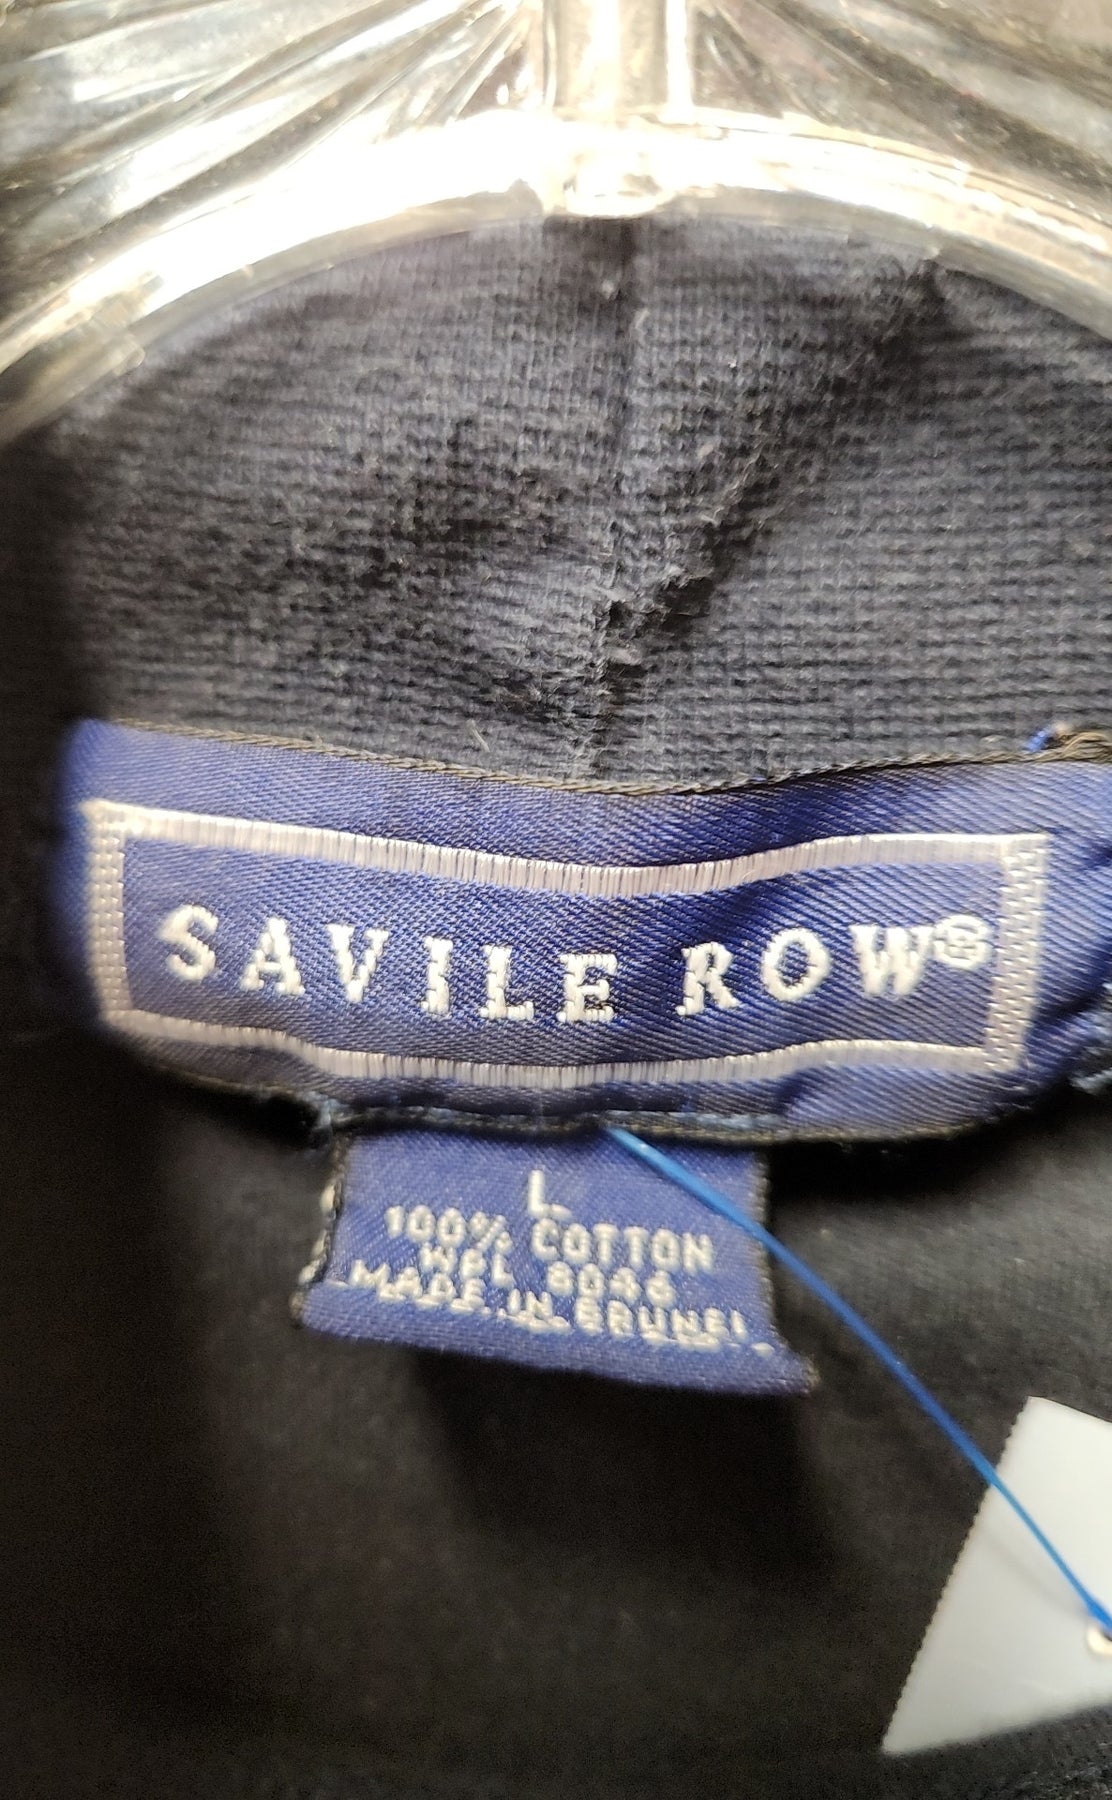 SAVILE ROW®
L
100% COTTON
WPL 8046
MADE IN BRUNEI